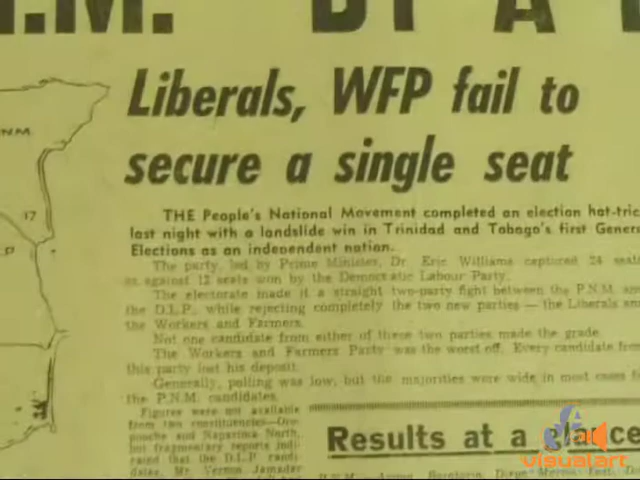 Liberals, WFP fail to
secure a single seat
PNM
17
THE People's National Movement completed an election hat-tric
last night with a landslide win in Trinidad and Tobago's first Gener
Elections as an independent nation.
The party, led by Prime Minister, Dr. Eric Williams captured 24 seats
as against 12 seats won by the Democratic Labour Party.
The electorate made it a straight two-party fight between the P.N.M. and
the D.L.P. while rejecting completely the two new parties — the Liberals and
the Workers and Farmers.
Not one candidate from either of these two parties made the grade.
The Workers and Farmers Party was the worst off. Every candidate from
this party lost his deposit.
Generally, polling was low, but the majorities were wide in most cases f
the P.N.M. candidates.
Figures were not available
from two constituencies—Oro-
pouche and Naparima North,
but fragmentary reports indi-
cated that the D.L.P. candi-
dates, Mr. Vernon Jamadar
Results at a glance
visualart